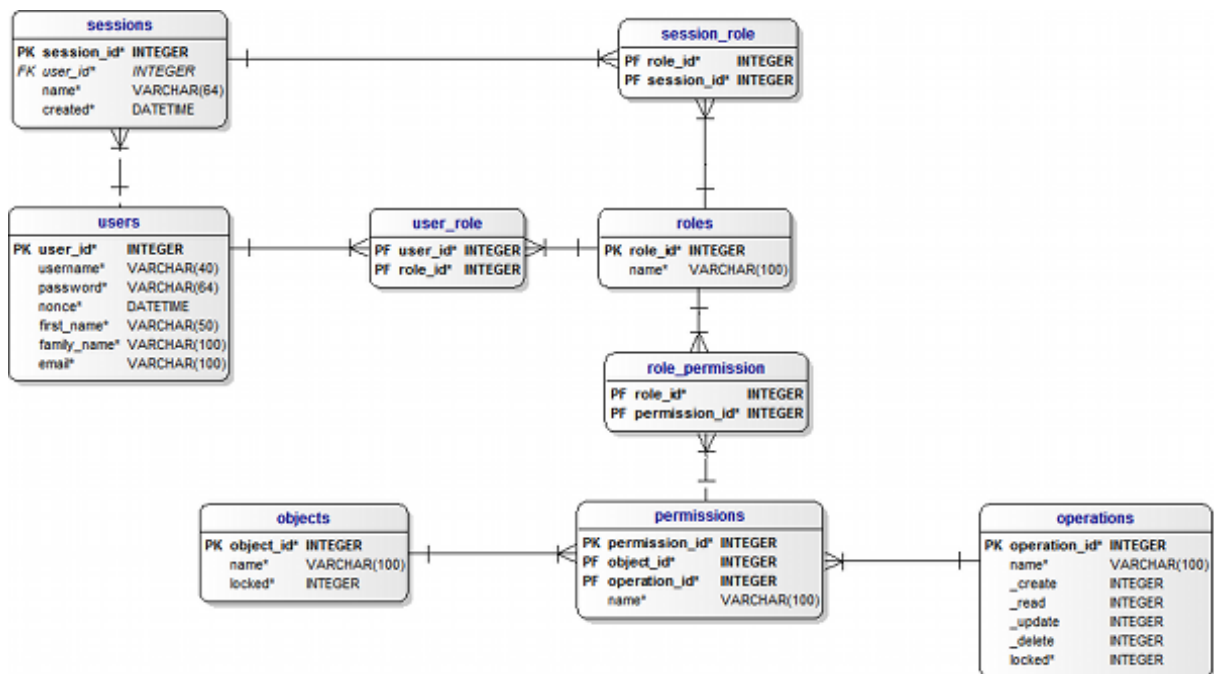 sessions
PK session_id* INTEGER
FK user_id* INTEGER
name* VARCHAR(64)
created* DATETIME
session_role
PF role_id* INTEGER
PF session_id* INTEGER
users
PK user_id* INTEGER
username* VARCHAR(40)
password* VARCHAR(64)
nonce* DATETIME
first_name* VARCHAR(50)
family_name* VARCHAR(100)
email* VARCHAR(100)
user_role
PF user_id* INTEGER
PF role_id* INTEGER
roles
PK role_id* INTEGER
name* VARCHAR(100)
role_permission
PF role_id* INTEGER
PF permission_id* INTEGER
objects
PK object_id* INTEGER
name* VARCHAR(100)
locked* INTEGER
permissions
PK permission_id* INTEGER
PF object_id* INTEGER
PF operation_id* INTEGER
name* VARCHAR(100)
operations
PK operation_id* INTEGER
name* VARCHAR(100)
_create INTEGER
_read INTEGER
_update INTEGER
_delete INTEGER
locked* INTEGER